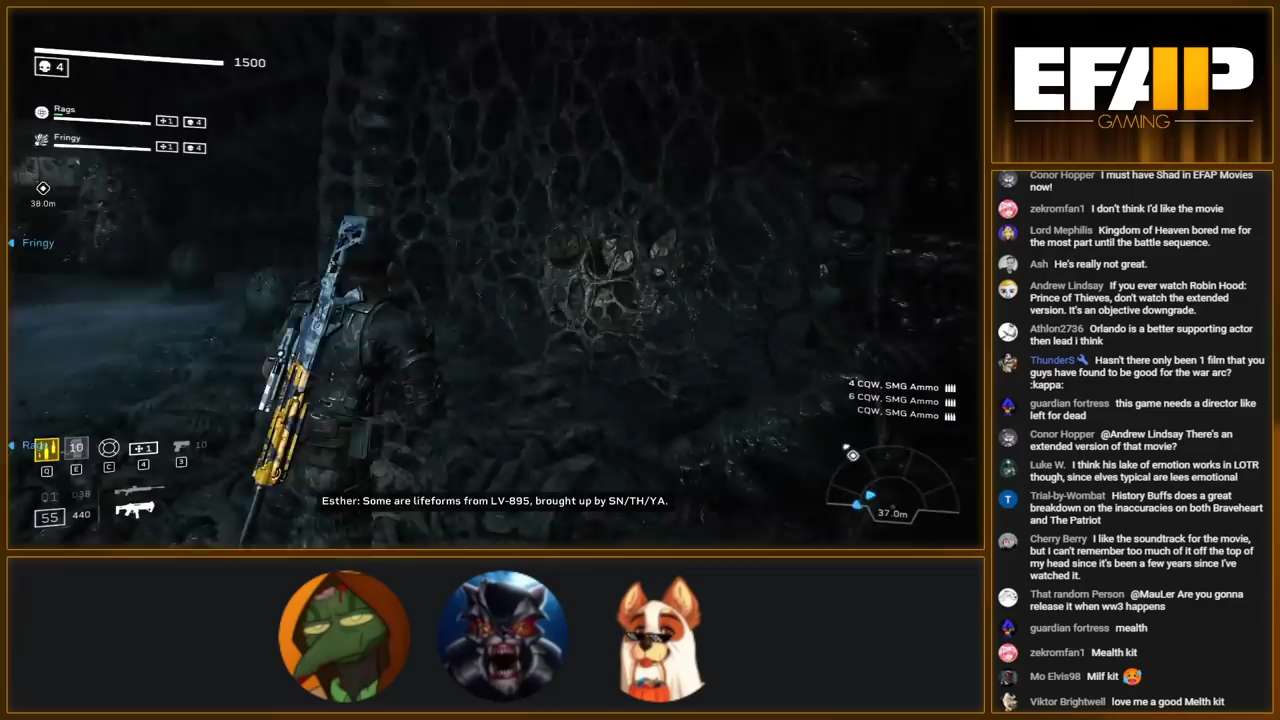 1500
4
Rags
+1 4
Fringy
+1 4
38.0m
Fringy
4 CQW, SMG Ammo
6 CQW, SMG Ammo
CQW, SMG Ammo
10
+1
10
Q E C 4 3
01 038
55 440
Esther: Some are lifeforms from LV-895, brought up by SN/TH/YA.
37.0m
EFAP
GAMING
Conor Hopper I must have Shad in EFAP Movies
now!
zekromfan1 I don't think I'd like the movie
Lord Mephilis Kingdom of Heaven bored me for
the most part until the battle sequence.
Ash He's really not great.
Andrew Lindsay If you ever watch Robin Hood:
Prince of Thieves, don't watch the extended
version. It's an objective downgrade.
Athlon2736 Orlando is a better supporting actor
then lead i think
ThunderS Hasn't there only been 1 film that you
guys have found to be good for the war arc?
:kappa:
guardian fortress this game needs a director like
left for dead
Conor Hopper @Andrew Lindsay There's an
extended version of that movie?
Luke W. I think his lake of emotion works in LOTR
though, since elves typical are lees emotional
T
Trial-by-Wombat History Buffs does a great
breakdown on the inaccuracies on both Braveheart
and The Patriot
Cherry Berry I like the soundtrack for the movie,
but I can't remember too much of it off the top of
my head since it's been a few years since I've
watched it.
That random Person @MauLer Are you gonna
release it when ww3 happens
guardian fortress mealth
zekromfan1 Mealth kit
Mo Elvis98 Milf kit
Viktor Brightwell love me a good Melth kit